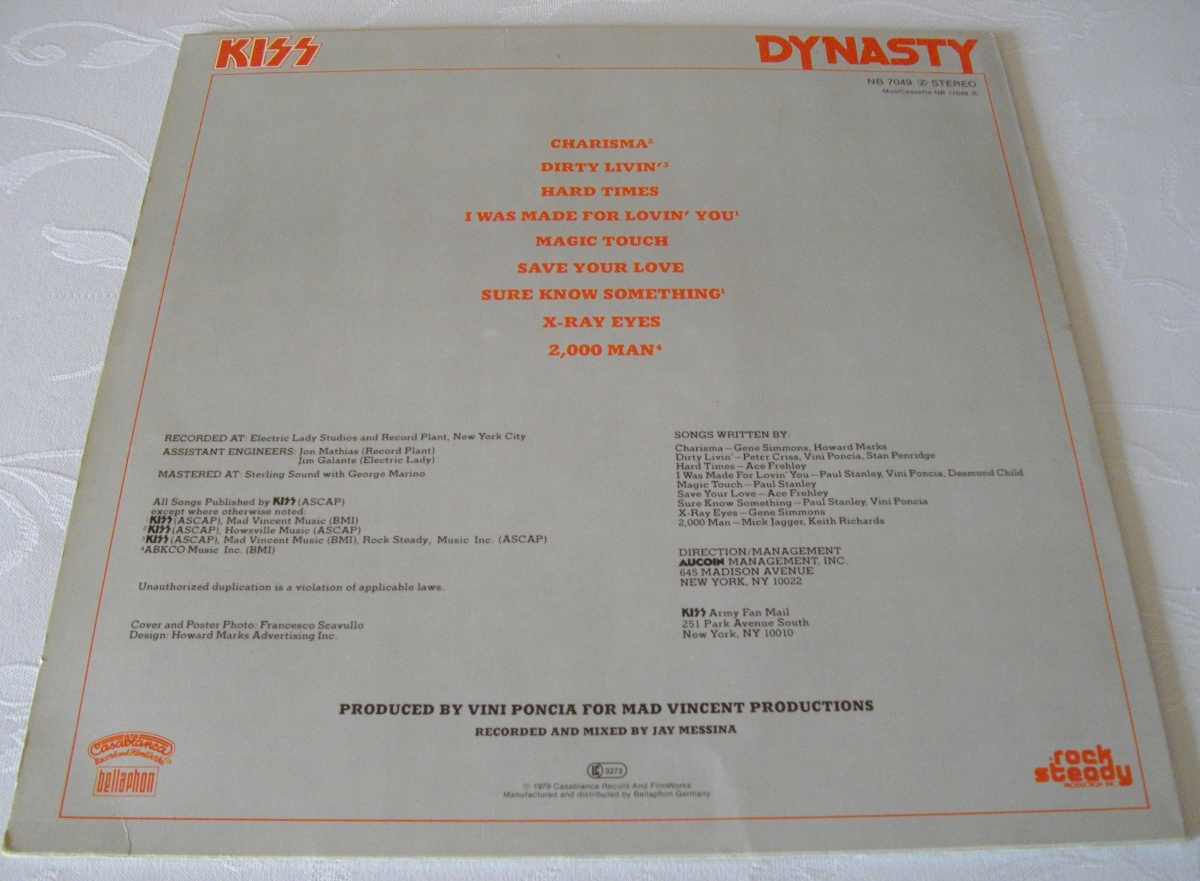 KISS
DYNASTY
NB 7049 Ⓩ STEREO
MusiCassette NB 17049
CHARISMA²
DIRTY LIVIN'³
HARD TIMES
I WAS MADE FOR LOVIN' YOU¹
MAGIC TOUCH
SAVE YOUR LOVE
SURE KNOW SOMETHING¹
X-RAY EYES
2,000 MAN⁴
RECORDED AT: Electric Lady Studios and Record Plant, New York City
ASSISTANT ENGINEERS: Jon Mathias (Record Plant)
Jim Galante (Electric Lady)
MASTERED AT: Sterling Sound with George Marino
All Songs Published by KISS (ASCAP)
except where otherwise noted:
¹KISS (ASCAP), Mad Vincent Music (BMI)
²KISS (ASCAP), Howsville Music (ASCAP)
³KISS (ASCAP), Mad Vincent Music (BMI), Rock Steady, Music Inc. (ASCAP)
⁴ABKCO Music Inc. (BMI)
Unauthorized duplication is a violation of applicable laws.
Cover and Poster Photo: Francesco Scavullo
Design: Howard Marks Advertising Inc.
SONGS WRITTEN BY:
Charisma—Gene Simmons, Howard Marks
Dirty Livin'—Peter Criss, Vini Poncia, Stan Penridge
Hard Times—Ace Frehley
I Was Made For Lovin' You—Paul Stanley, Vini Poncia, Desmond Child
Magic Touch—Paul Stanley
Save Your Love—Ace Frehley
Sure Know Something—Paul Stanley, Vini Poncia
X-Ray Eyes—Gene Simmons
2,000 Man—Mick Jagger, Keith Richards
DIRECTION/MANAGEMENT
AUCOIN MANAGEMENT, INC.
645 MADISON AVENUE
NEW YORK, NY 10022
KISS Army Fan Mail
251 Park Avenue South
New York, NY 10010
PRODUCED BY VINI PONCIA FOR MAD VINCENT PRODUCTIONS
RECORDED AND MIXED BY JAY MESSINA
Casablanca
Record and FilmWorks
bellaphon
LC 3272
℗ 1979 Casablanca Record And FilmWorks
Manufactured and distributed by Bellaphon Germany
rock
steady
PRODUCTION INC.